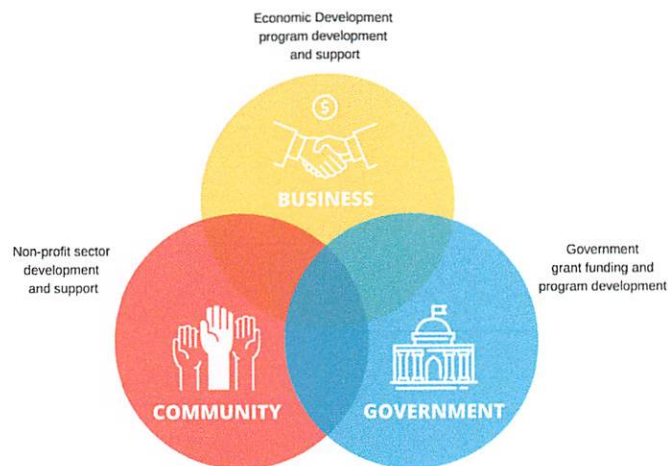 Economic Development
program development
and support
$
BUSINESS
Non-profit sector
development
and support
Government
grant funding and
program development
COMMUNITY
GOVERNMENT